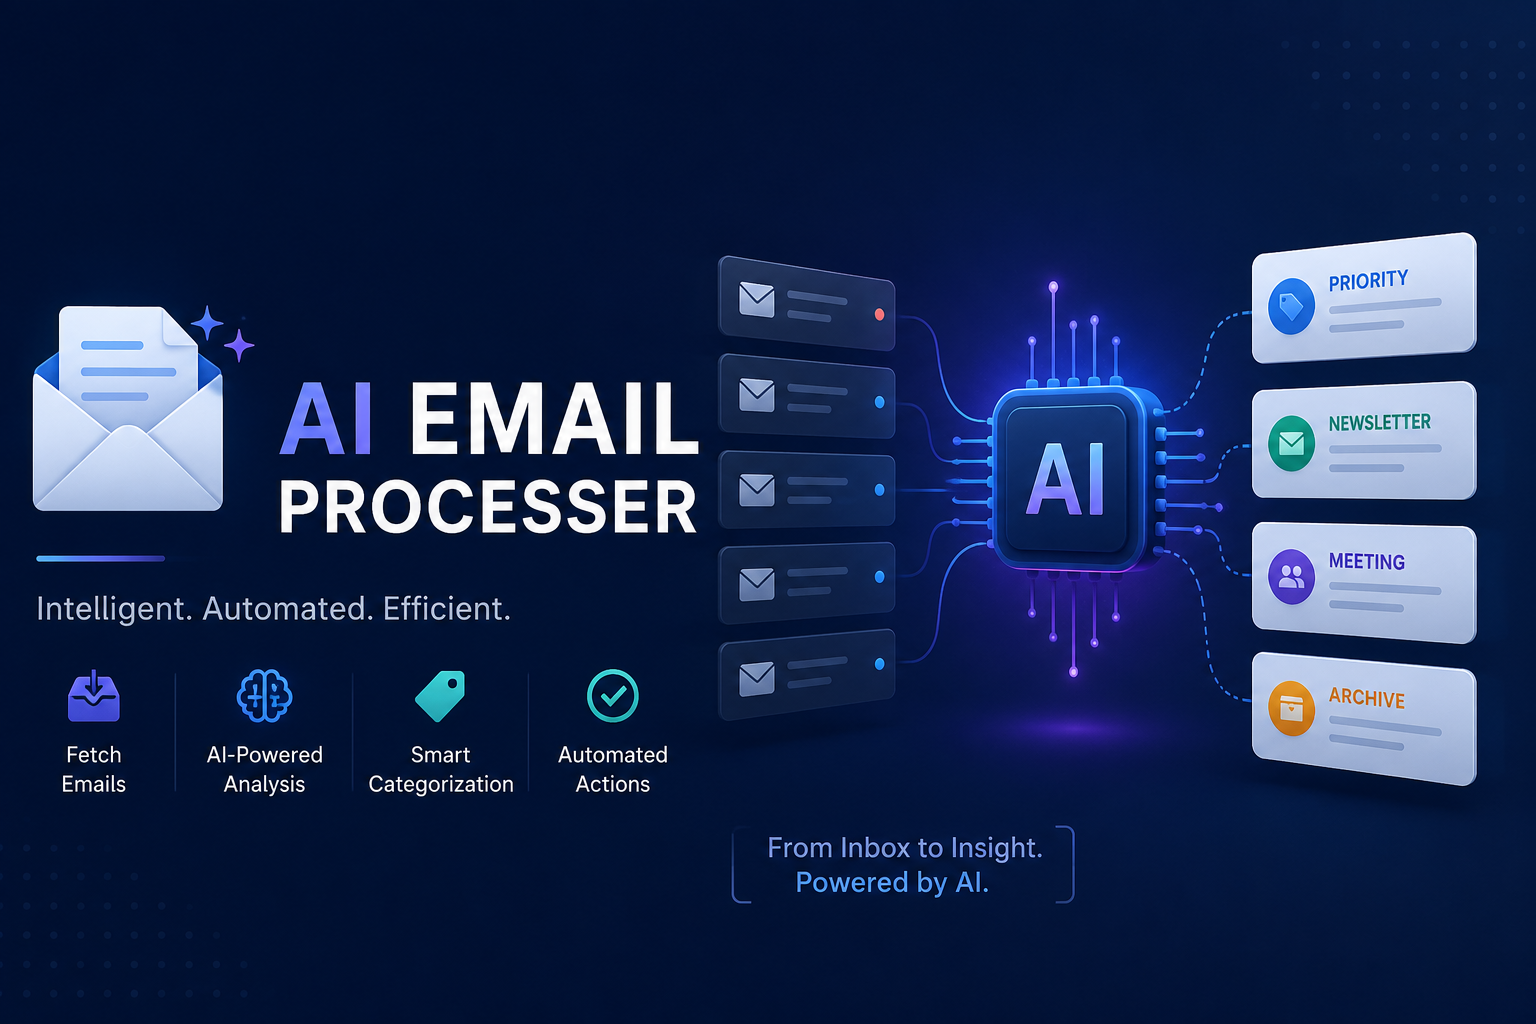 AI EMAIL
PROCESSER
Intelligent. Automated. Efficient.
Fetch
Emails
AI-Powered
Analysis
Smart
Categorization
Automated
Actions
AI
PRIORITY
NEWSLETTER
MEETING
ARCHIVE
From Inbox to Insight.
Powered by AI.